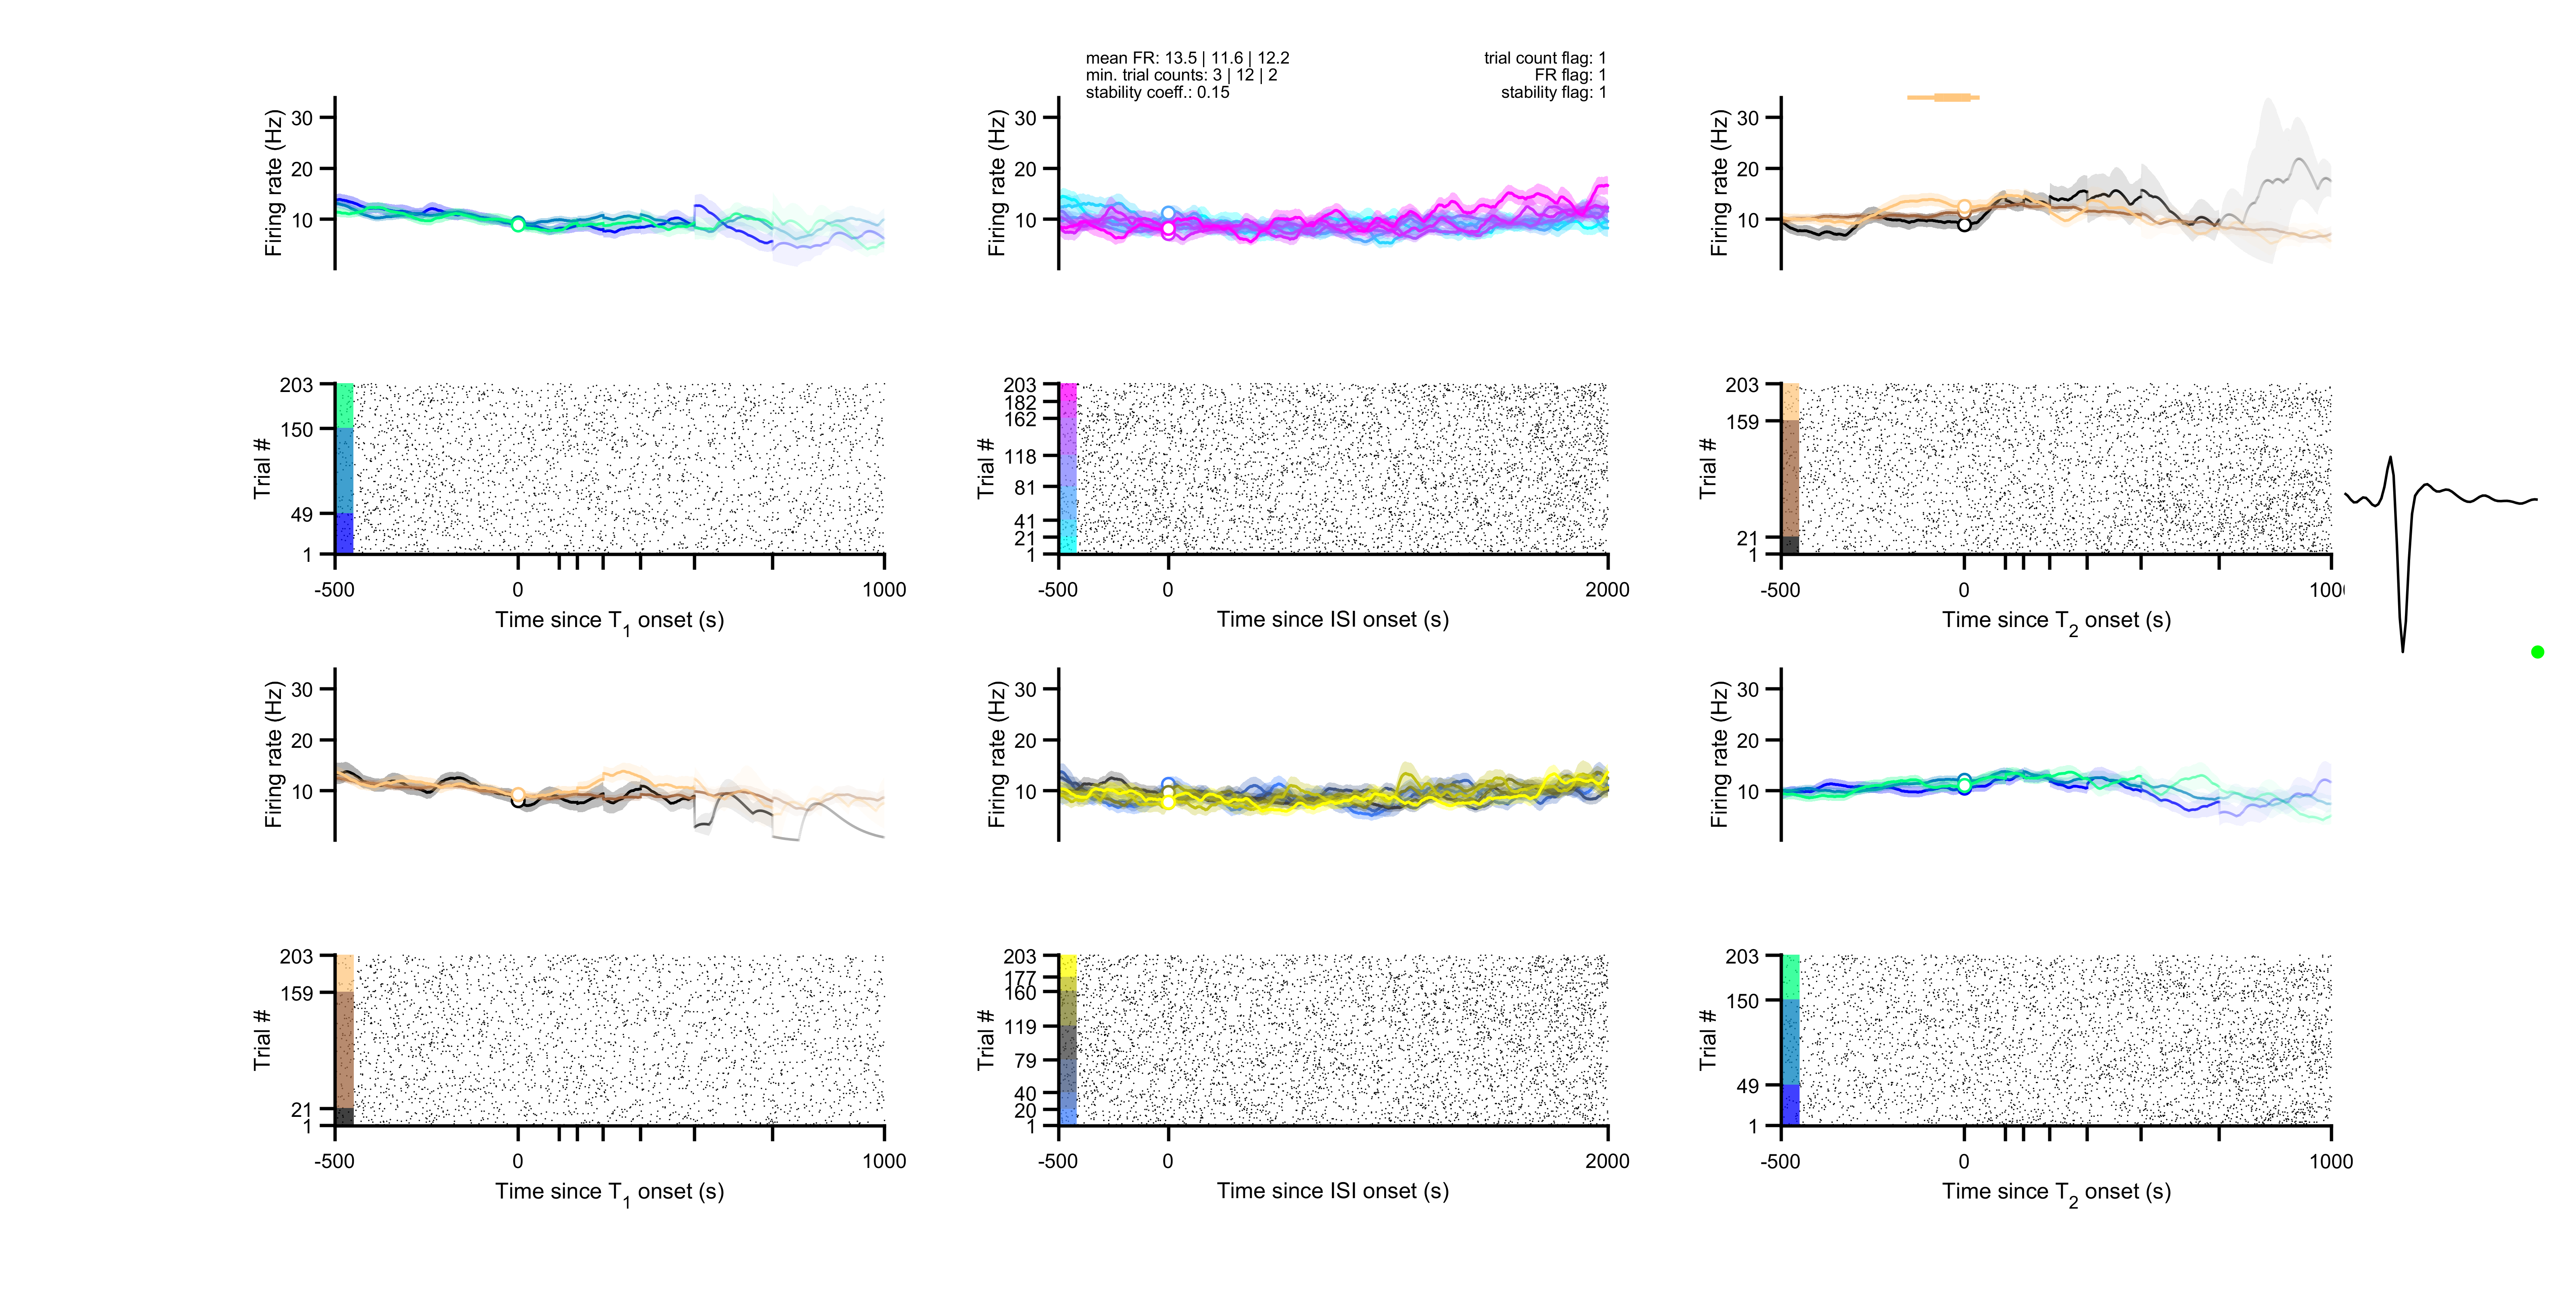 mean FR: 13.5 | 11.6 | 12.2
min. trial counts: 3 | 12 | 2
stability coeff.: 0.15
trial count flag: 1
FR flag: 1
stability flag: 1
Firing rate (Hz)
30
20
10
Firing rate (Hz)
30
20
10
Firing rate (Hz)
30
20
10
Trial #
203
150
49
1
-500
0
1000
Time since T1 onset (s)
Trial #
203
182
162
118
81
41
21
1
-500
0
2000
Time since ISI onset (s)
Trial #
203
159
21
1
-500
0
1000
Time since T2 onset (s)
Firing rate (Hz)
30
20
10
Firing rate (Hz)
30
20
10
Firing rate (Hz)
30
20
10
Trial #
203
159
21
1
-500
0
1000
Time since T1 onset (s)
Trial #
203
177
160
119
79
40
20
1
-500
0
2000
Time since ISI onset (s)
Trial #
203
150
49
1
-500
0
1000
Time since T2 onset (s)